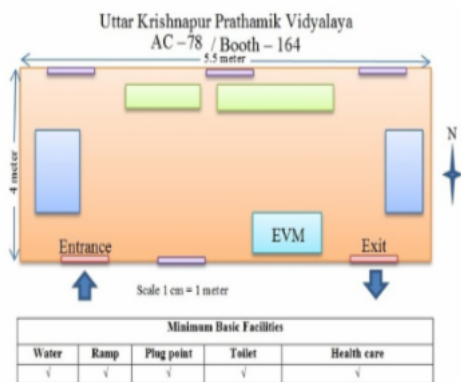 Uttar Krishnapur Prathamik Vidyalaya
AC – 78 / Booth – 164
5.5 meter
4 meter
N
EVM
Entrance
Exit
Scale 1 cm = 1 meter
Minimum Basic Facilities
Water Ramp Plug point Toilet Health care
√ √ √ √ √